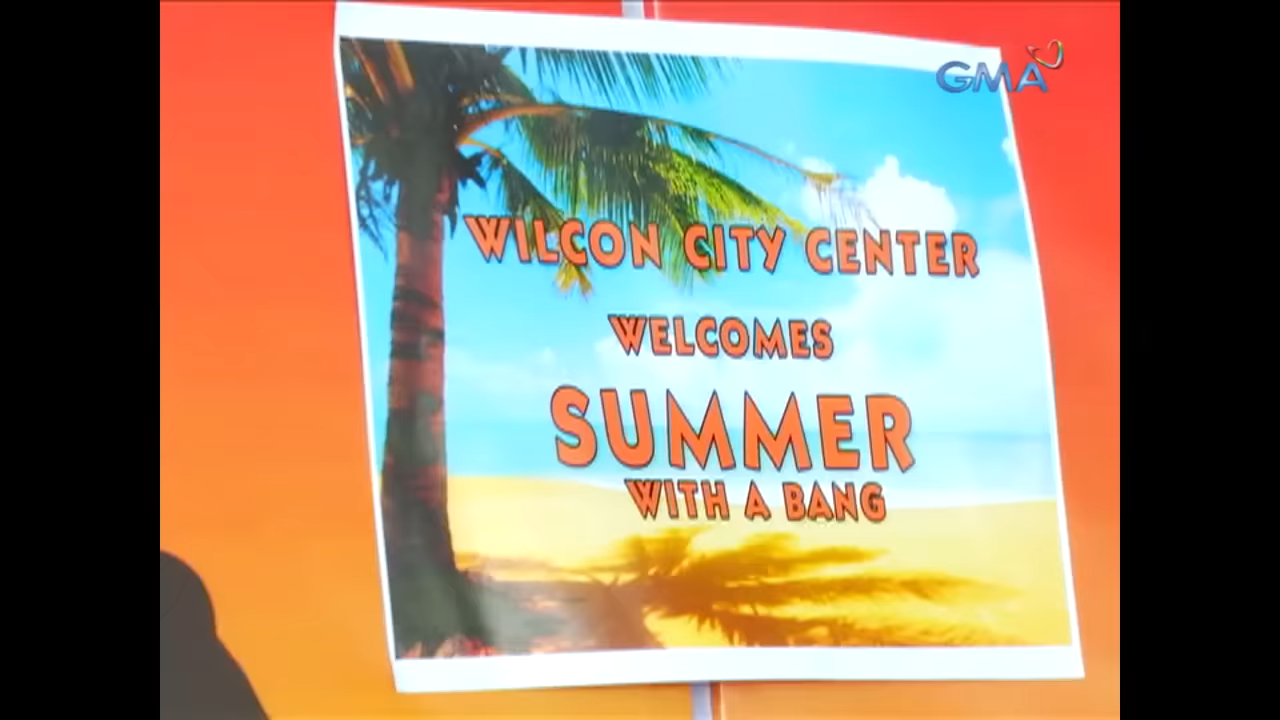 GMA
WILCON CITY CENTER
WELCOMES
SUMMER
WITH A BANG